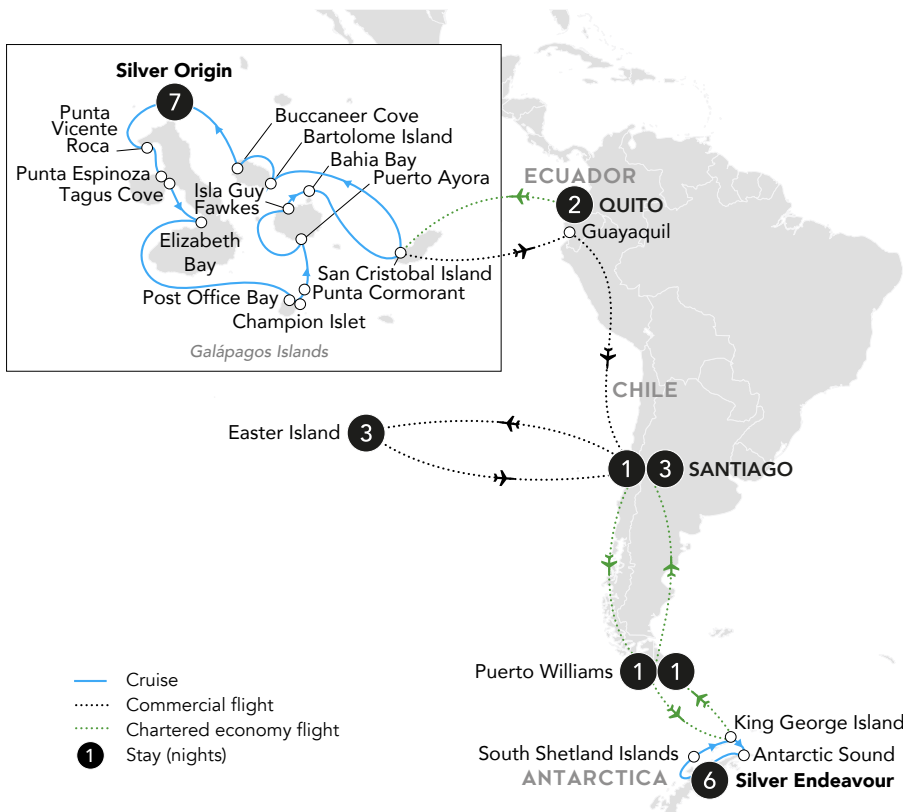 Silver Origin
7
Punta
Vicente
Roca
Buccaneer Cove
Bartolome Island
Bahia Bay
Puerto Ayora
Punta Espinoza
Tagus Cove
Isla Guy
Fawkes
Elizabeth
Bay
San Cristobal Island
Punta Cormorant
Post Office Bay
Champion Islet
Galápagos Islands
ECUADOR
2 QUITO
Guayaquil
CHILE
Easter Island 3
1 3 SANTIAGO
Puerto Williams 1 1
King George Island
South Shetland Islands
Antarctic Sound
ANTARCTICA
6 Silver Endeavour
Cruise
Commercial flight
Chartered economy flight
1 Stay (nights)